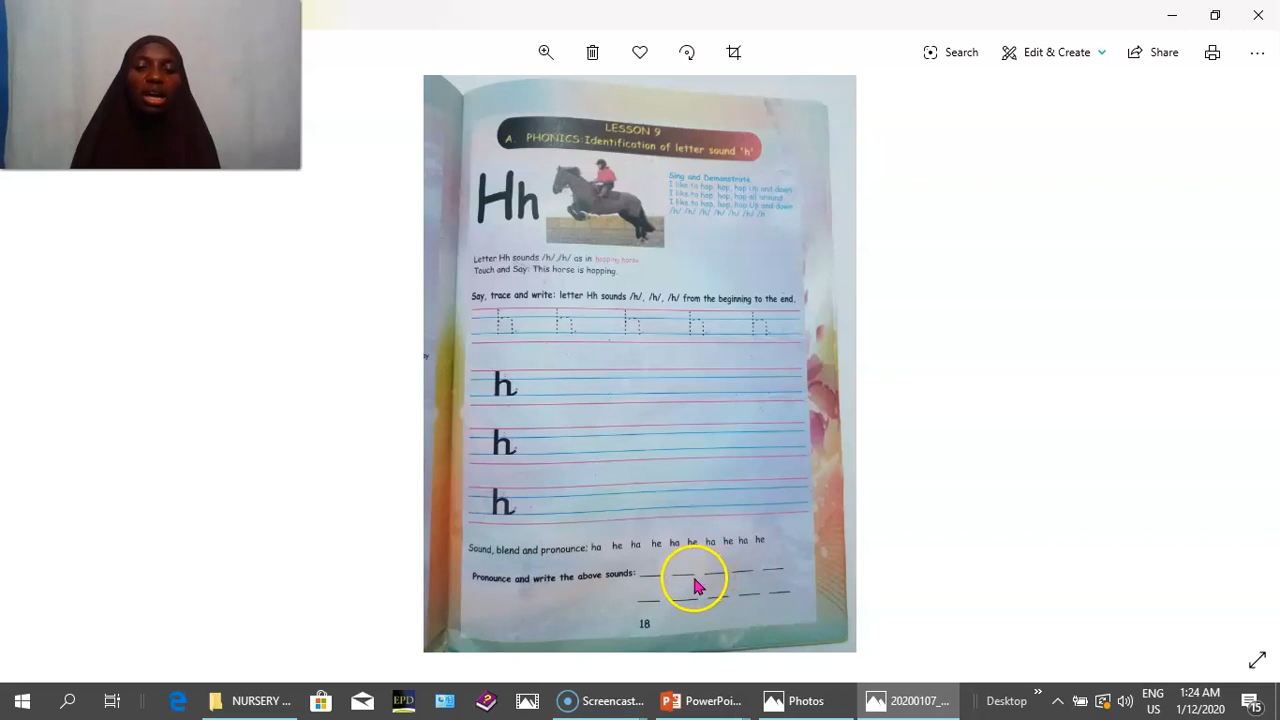 Search
Edit & Create
Share
LESSON 9
A. PHONICS:Identification of letter sound 'h'
Hh
Sing and Demonstrate
I like to hop, hop, hop Up and down
I like to hop, hop, hop all around.
I like to hop, hop, hop Up and down
/h/ /h/ /h/ /h/ /h/ /h/ /h
Letter Hh sounds /h/,/h/ as in hopping horse
Touch and Say: This horse is hopping.
Say, trace and write: letter Hh sounds /h/, /h/, /h/ from the beginning to the end.
h h h h h
h
h
h
Sound, blend and pronounce: ha he ha he ha he ha he ha he
Pronounce and write the above sounds:
18
NURSERY ...
EPD
Screencast...
PowerPoi...
Photos
20200107_...
Desktop
ENG
US
1:24 AM
1/12/2020
15